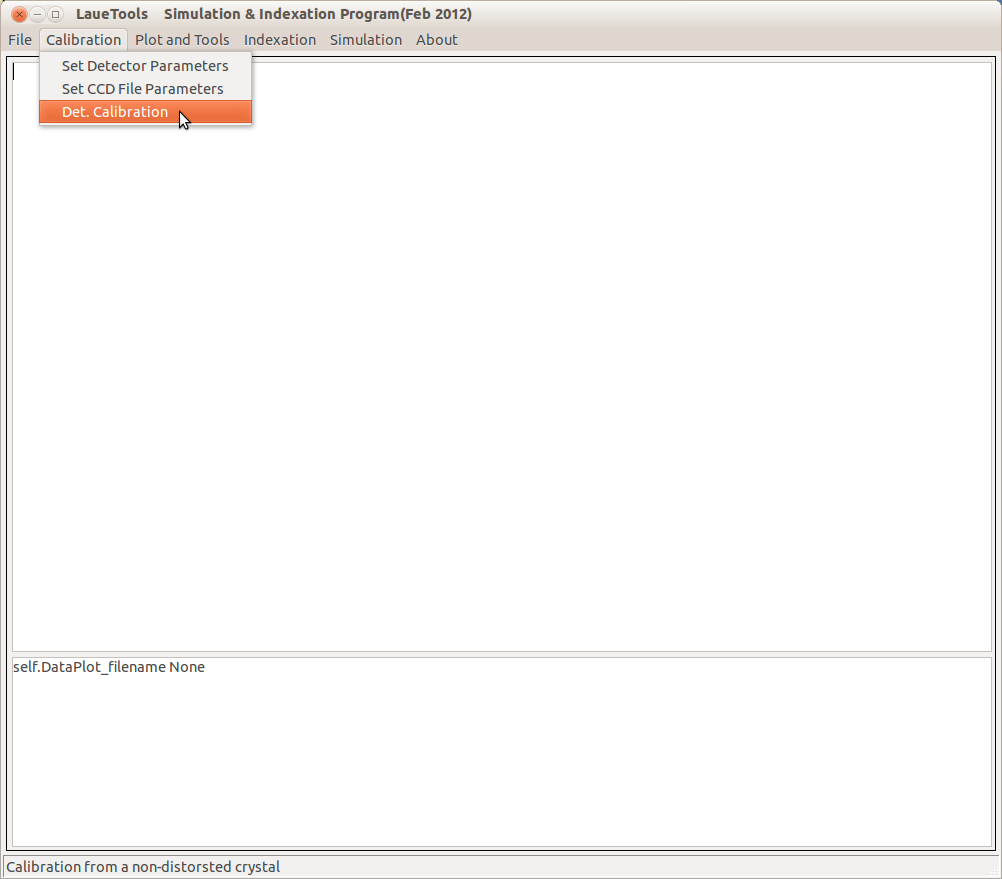 LaueTools    Simulation & Indexation Program(Feb 2012)
File Calibration Plot and Tools Indexation Simulation About
Set Detector Parameters
Set CCD File Parameters
Det. Calibration
self.DataPlot_filename None
Calibration from a non-distorsted crystal